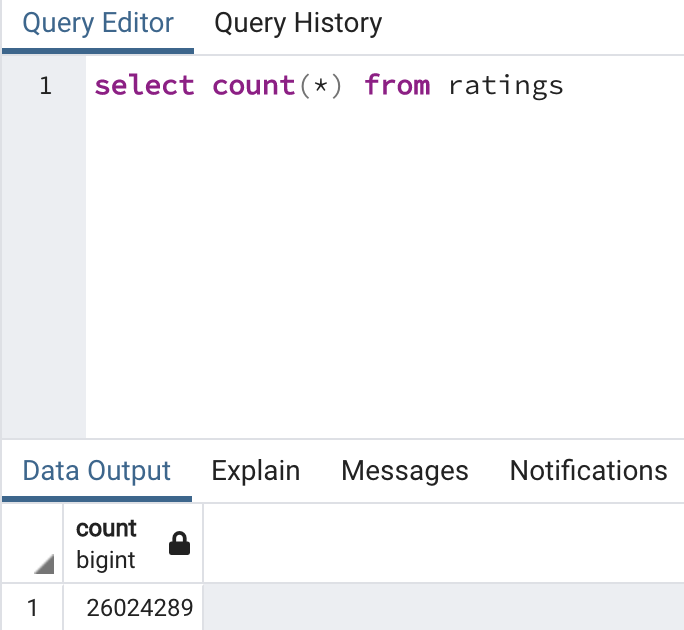 Query Editor Query History
1 select count(*) from ratings
Data Output Explain Messages Notifications
count
bigint
1 26024289